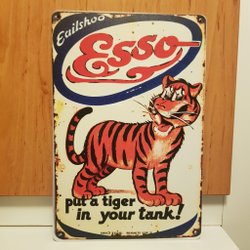 Esso
put a tiger
in your tank!